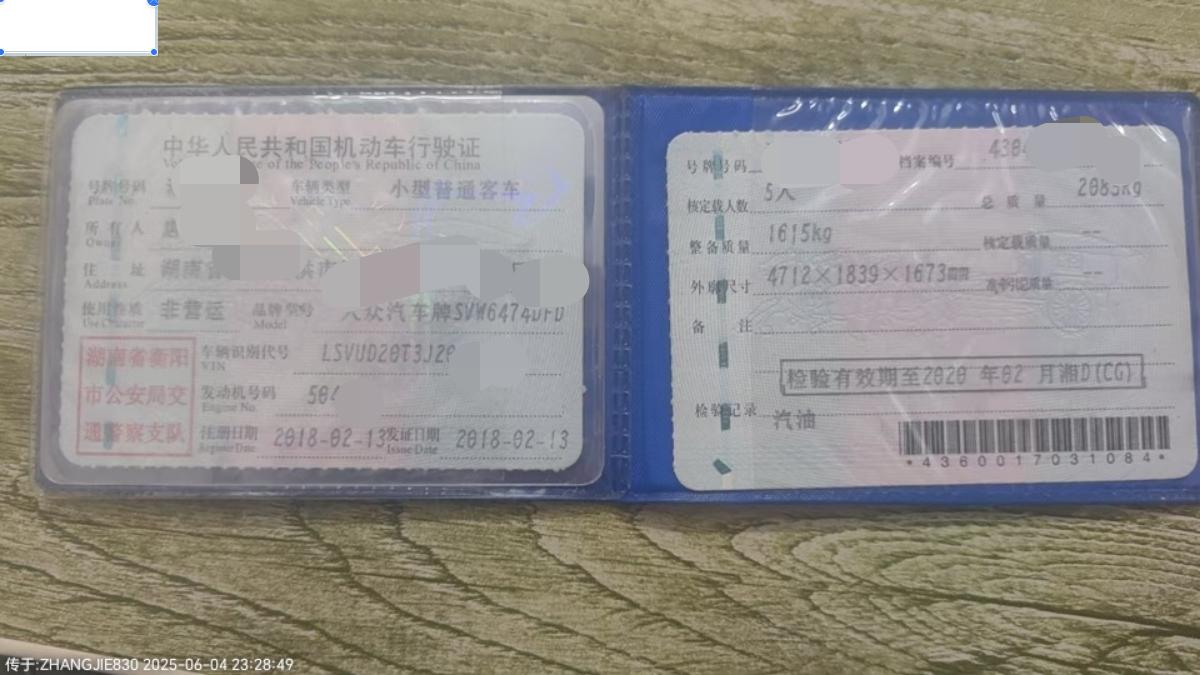 中华人民共和国机动车行驶证
of the People's Republic of China
号牌号码 车辆类型 小型普通客车
Plate No. Vehicle Type
所有人
Owner
住址 湖南省
Address
使用性质 非营运 品牌型号 大众汽车牌SVW6474DFD
Use Character Model
湖南省衡阳
市公安局交
通警察支队
车辆识别代号 LSVUD28T3J20
VIN
发动机号码 504
Engine No.
注册日期 2018-02-13 发证日期 2018-02-13
Register Date Issue Date
号牌号码 档案编号 4304
核定载人数 5人 总质量 2085kg
整备质量 1615kg 核定载质量 --
外廓尺寸 4712×1839×1673mm 准牵引总质量 --
备注
检验有效期至2020年02月湘D(CG)
检验记录
汽油
*4360017031084*
传于:ZHANGJIE830 2025-06-04 23:28:49